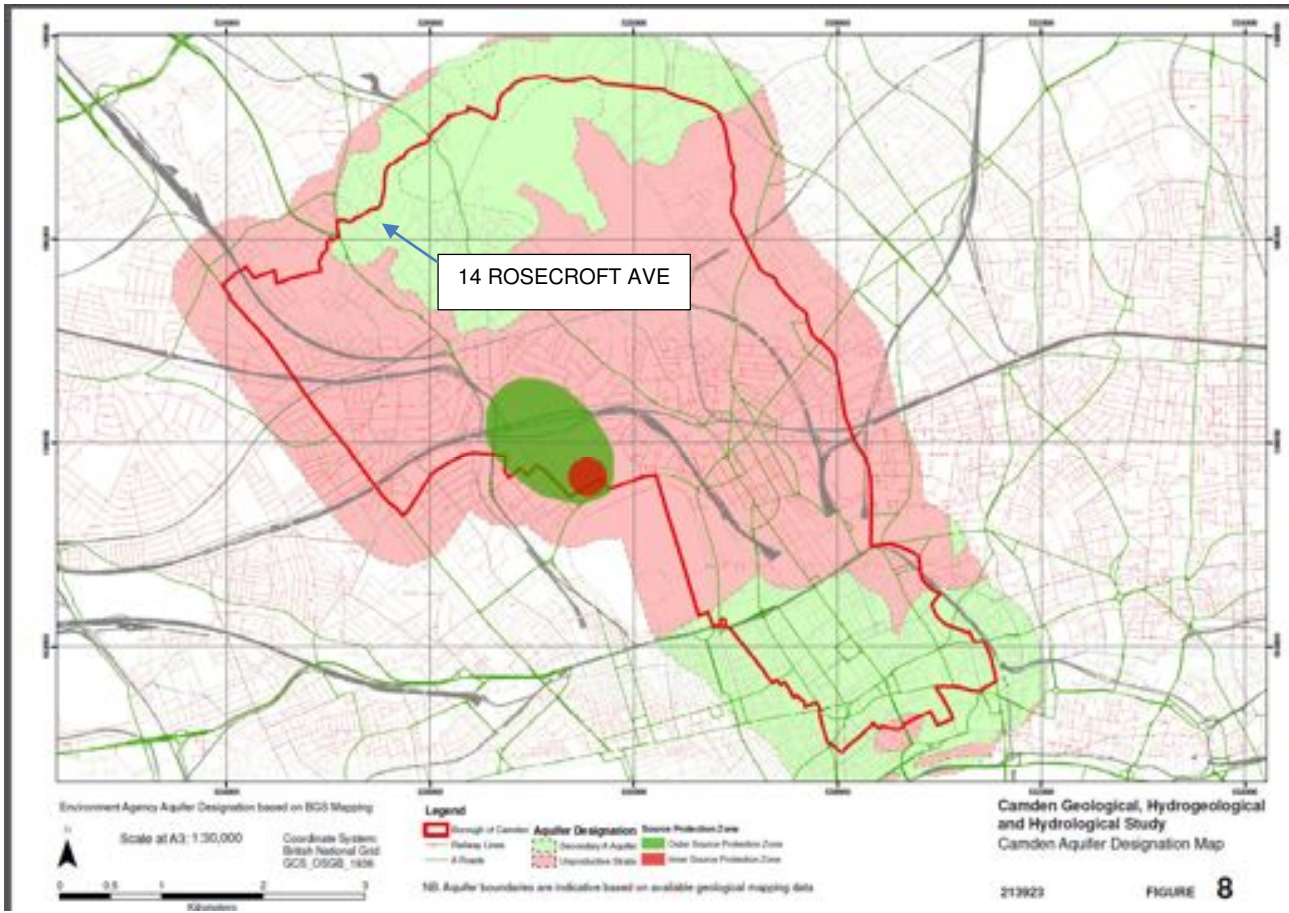 14 ROSECROFT AVE
Environment Agency Aquifer Designation based on BGS Mapping
N
Scale at A3: 1:30,000
Coordinate System:
British National Grid
GCS_OSGB_1936
0 0.5 1 2 3
Kilometers
Legend
Borough of Camden
Railway Lines
A Roads
Aquifer Designation
Secondary A Aquifer
Unproductive Strata
Source Protection Zone
Outer Source Protection Zone
Inner Source Protection Zone
NB. Aquifer boundaries are indicative based on available geological mapping data
Camden Geological, Hydrogeological
and Hydrological Study
Camden Aquifer Designation Map
213923 FIGURE 8